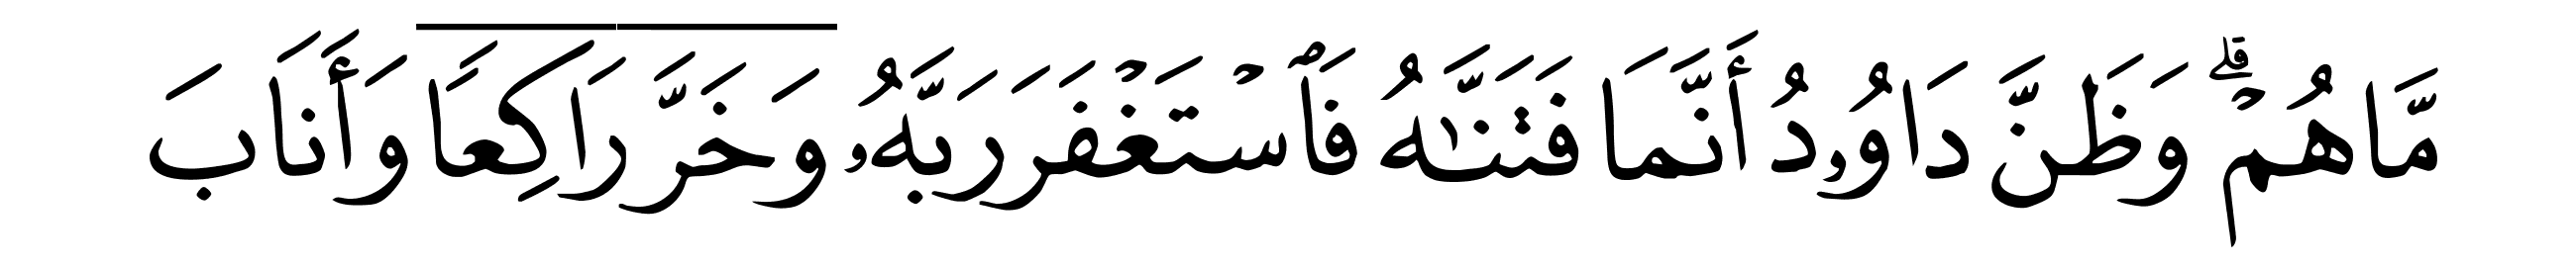 مَّا هُمْۗ وَظَنَّ دَاوُۥدُ أَنَّمَا فَتَنَّٰهُ فَٱسْتَغْفَرَ رَبَّهُۥ وَخَرَّ رَاكِعًا وَأَنَابَ